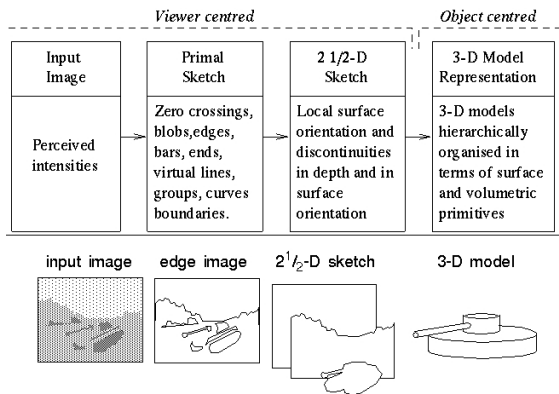 Viewer centred
Object centred
Input
Image
Perceived
intensities
Primal
Sketch
Zero crossings,
blobs,edges,
bars, ends,
virtual lines,
groups, curves
boundaries.
2 1/2-D
Sketch
Local surface
orientation and
discontinuities
in depth and in
surface
orientation
3-D Model
Representation
3-D models
hierarchically
organised in
terms of surface
and volumetric
primitives
input image
edge image
2¹/₂-D sketch
3-D model